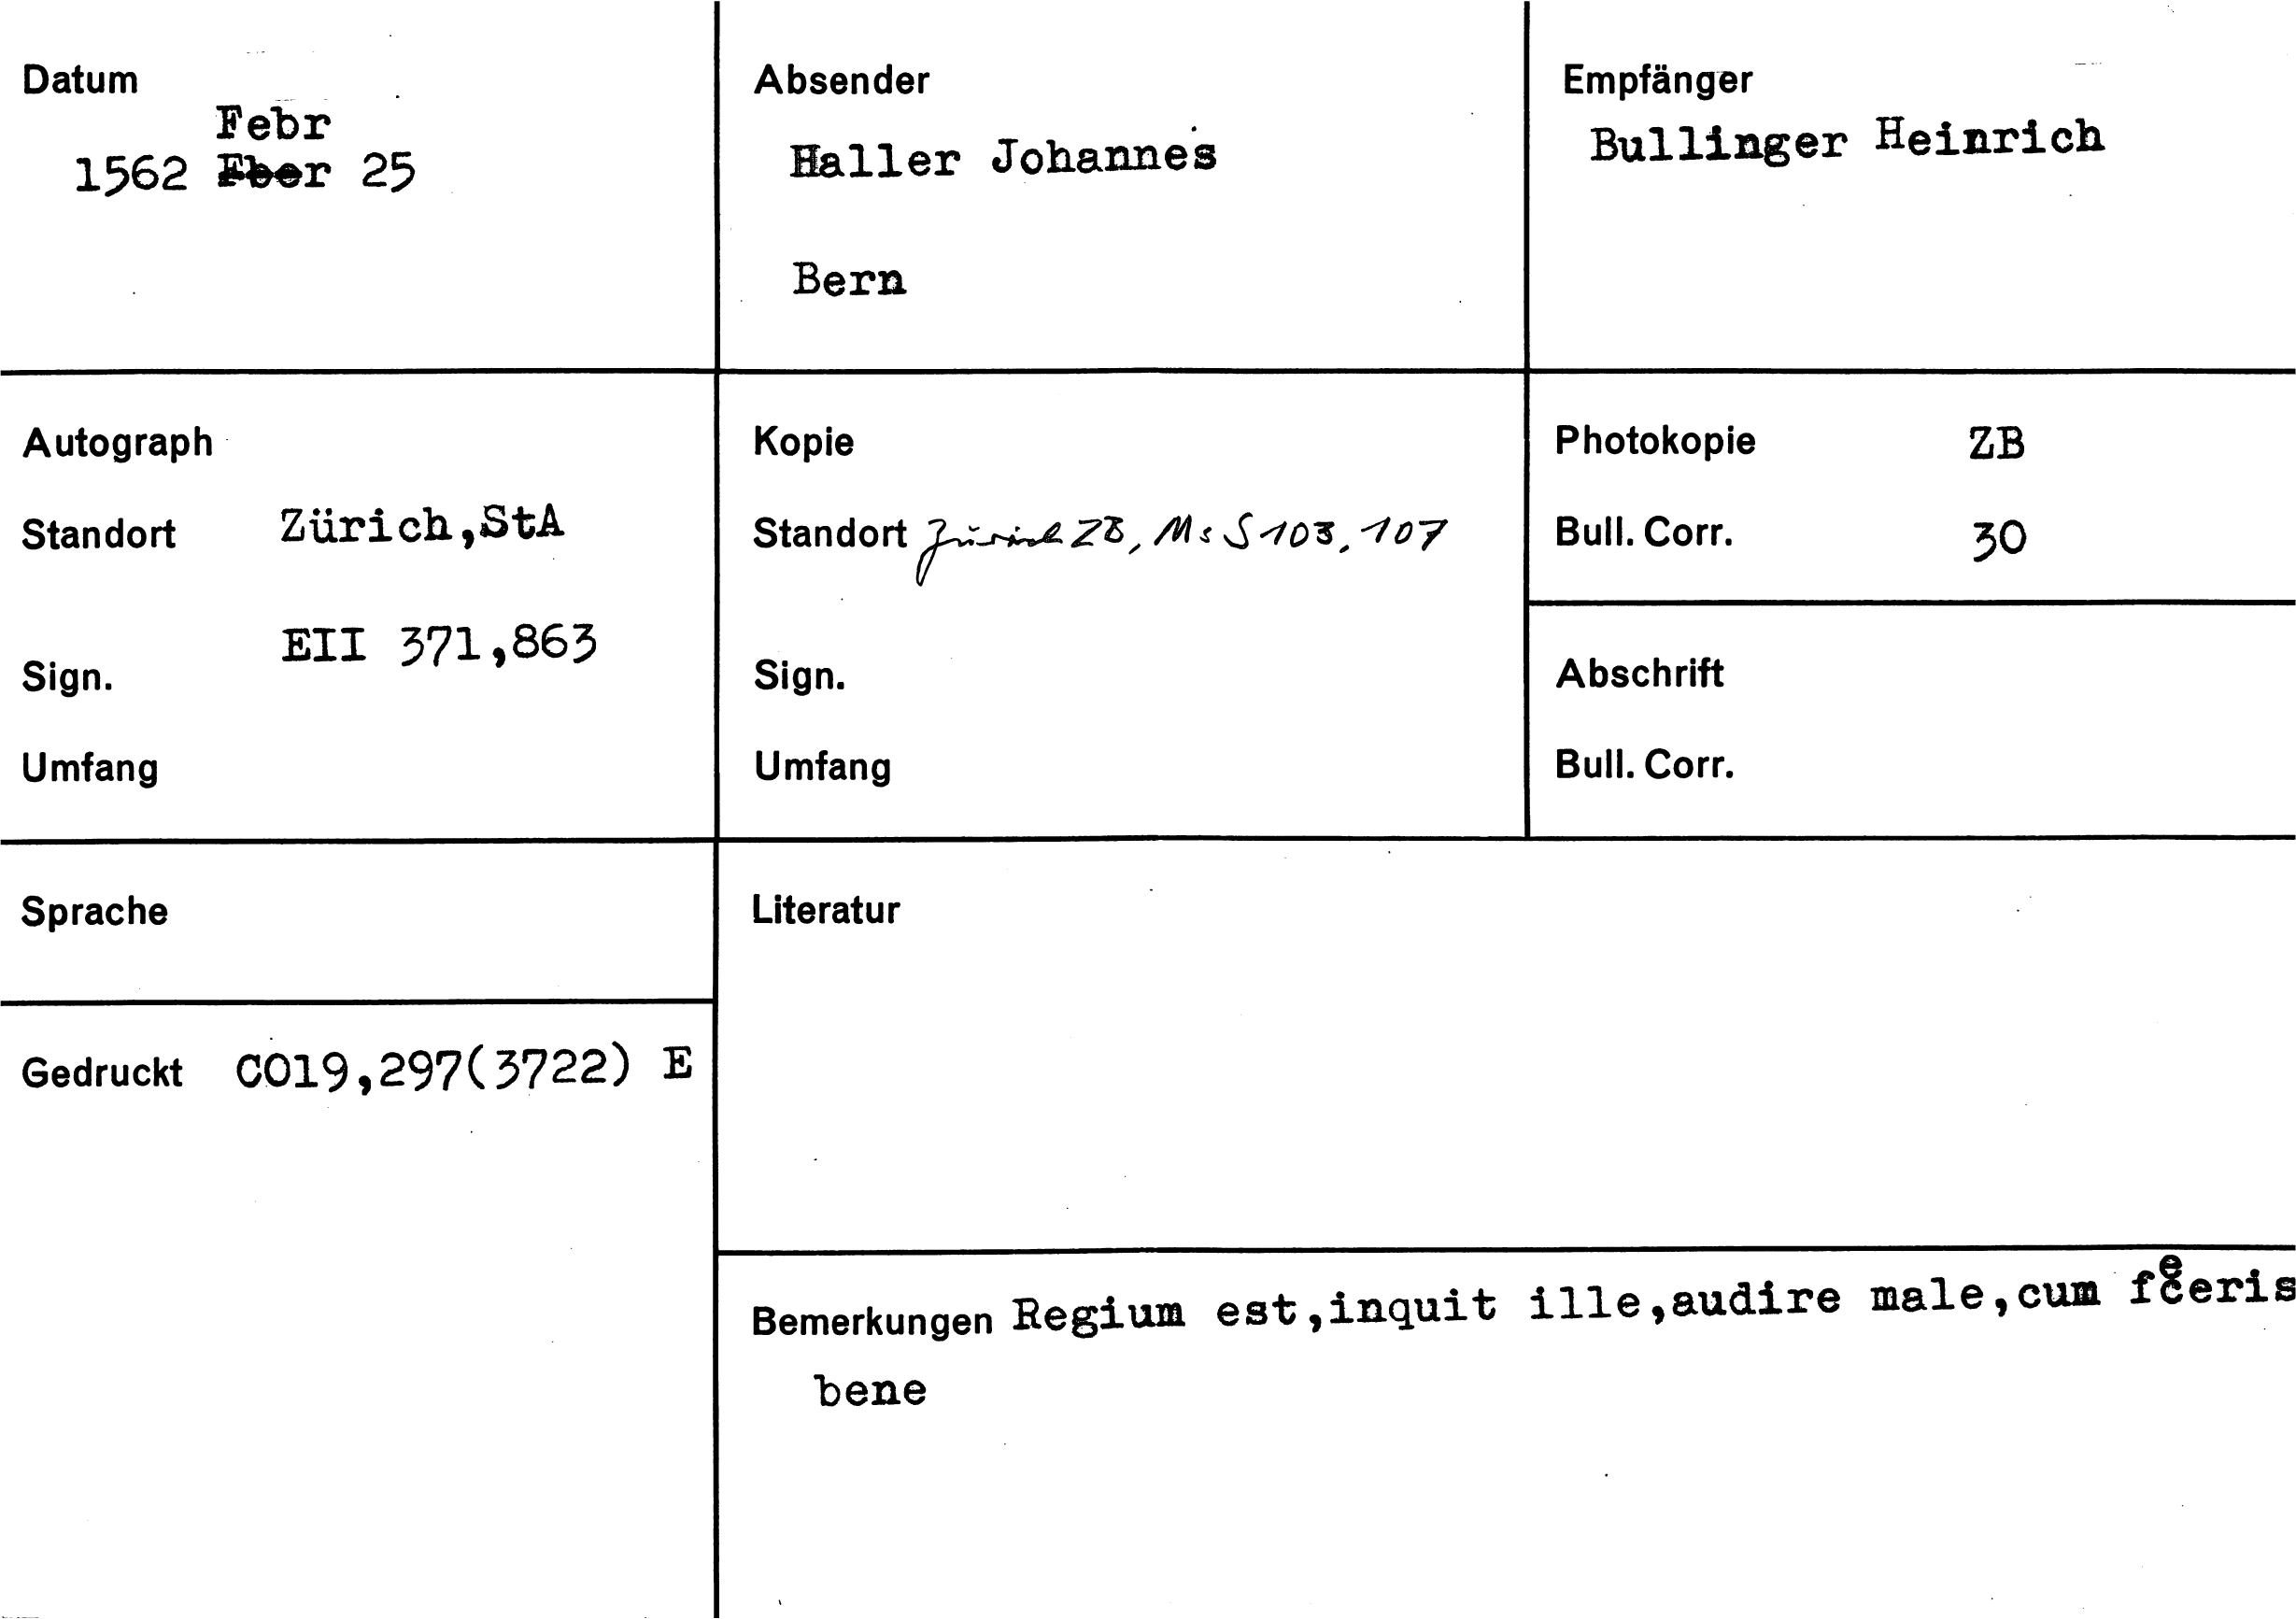 Datum
Febr
1562 Fber 25
Absender
Haller Johannes
Bern
Empfänger
Bullinger Heinrich
Autograph
Standort Zürich,StA
EII 371,863
Sign.
Umfang
Kopie
Standort Zürich ZB, Ms S 103, 107
Sign.
Umfang
Photokopie ZB
Bull. Corr. 30
Abschrift
Bull. Corr.
Sprache
Gedruckt CO19,297(3722) E
Literatur
Bemerkungen Regium est,inquit ille,audire male,cum feceris
bene